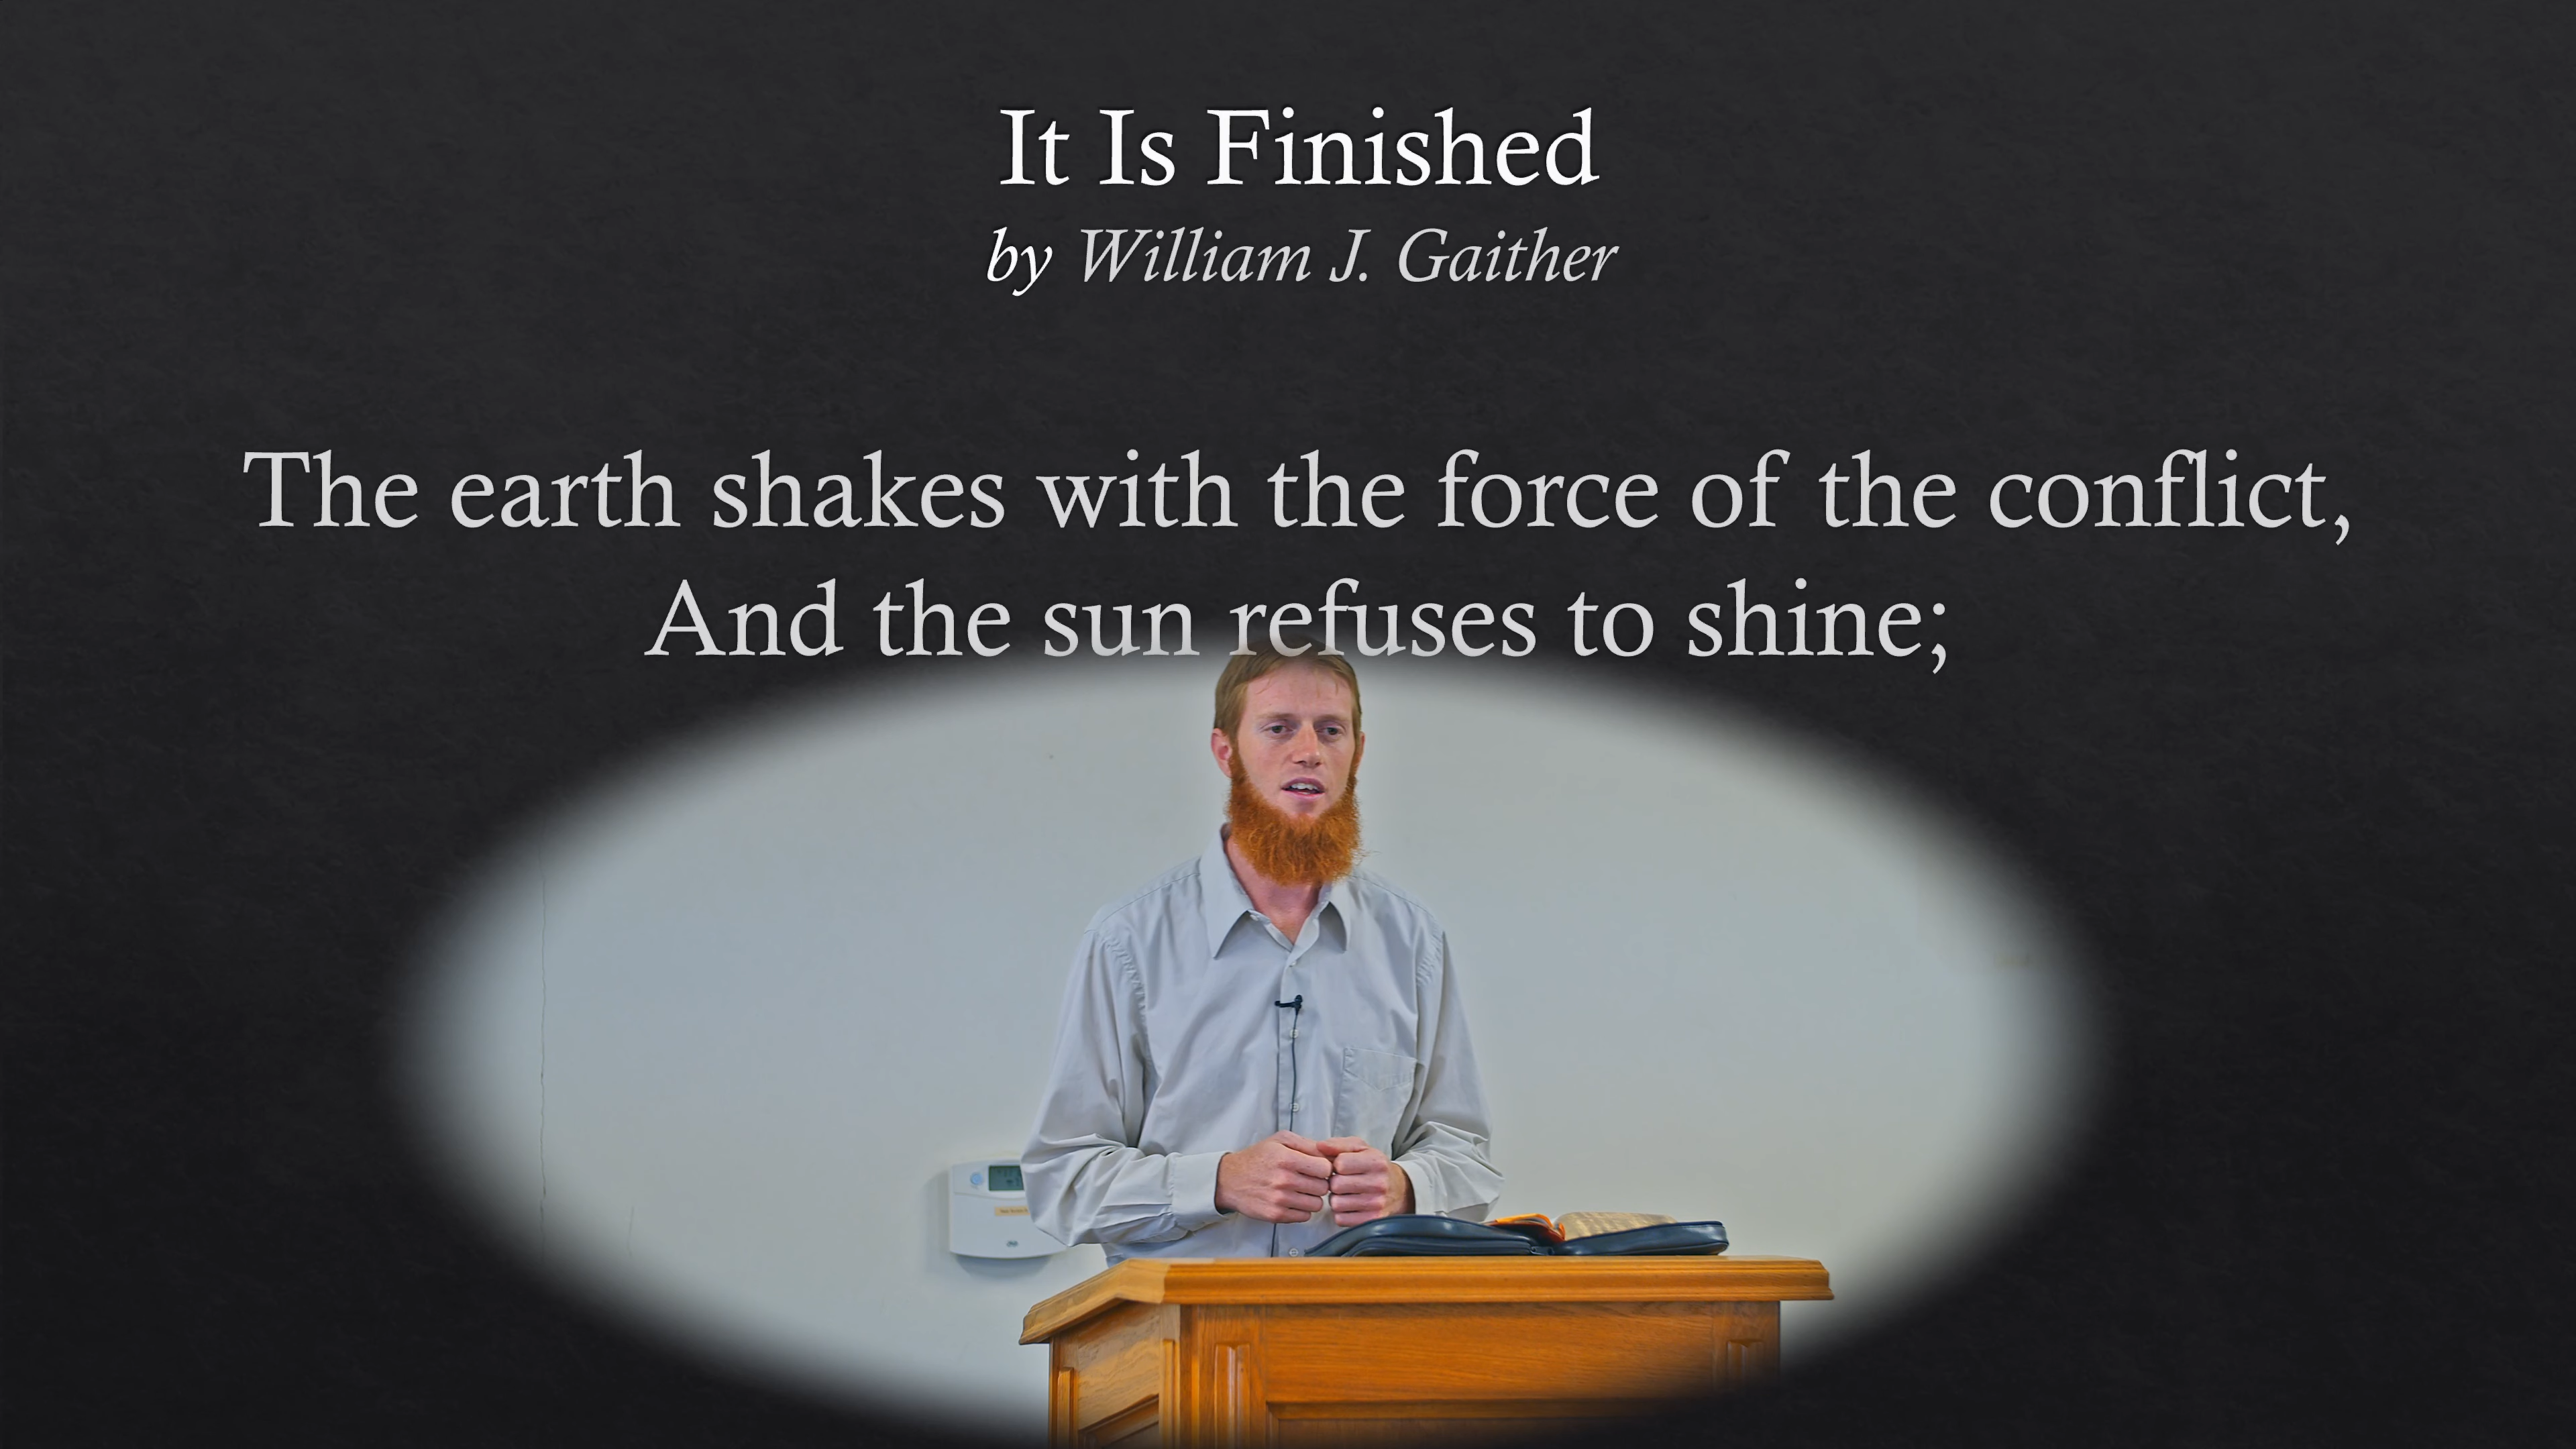 It Is Finished
by William J. Gaither
The earth shakes with the force of the conflict,
And the sun refuses to shine;